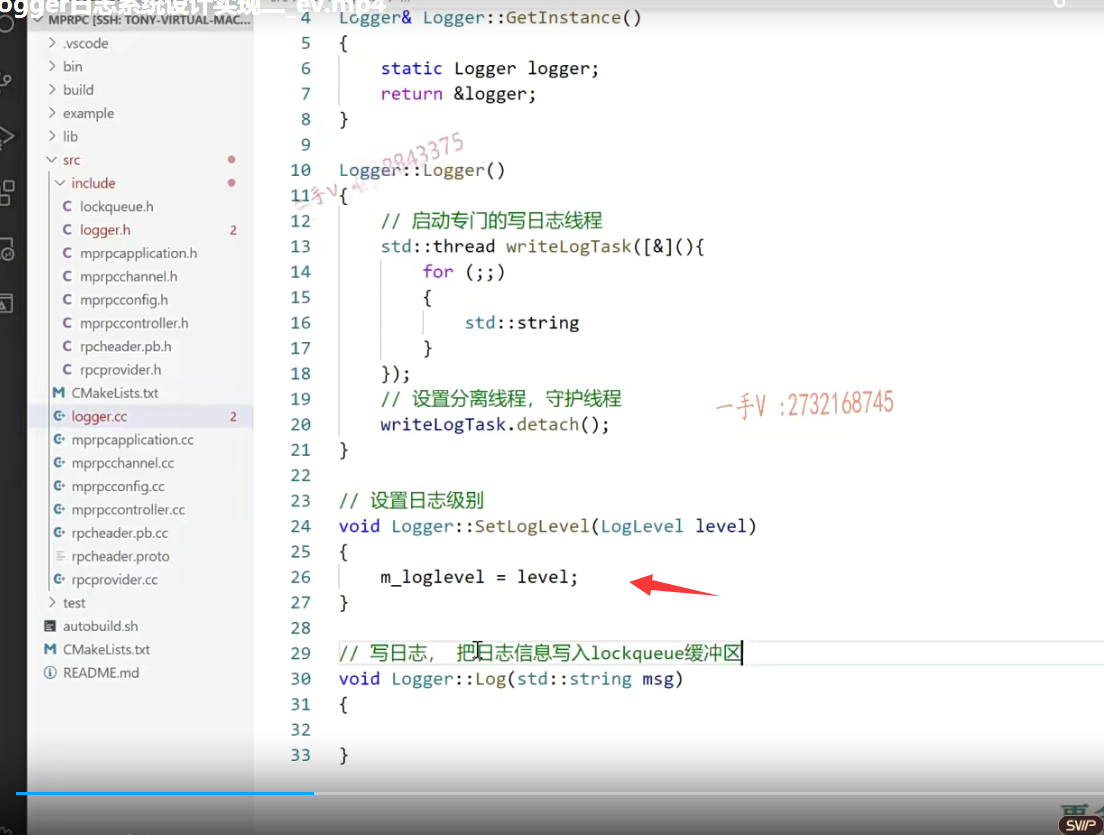 ogger日志系统设计实现二_ev.mp4
MPRPC [SSH: TONY-VIRTUAL-MAC...
.vscode
bin
build
example
lib
src
include
lockqueue.h
logger.h 2
mprpcapplication.h
mprpcchannel.h
mprpcconfig.h
mprpccontroller.h
rpcheader.pb.h
rpcprovider.h
CMakeLists.txt
logger.cc 2
mprpcapplication.cc
mprpcchannel.cc
mprpcconfig.cc
mprpccontroller.cc
rpcheader.pb.cc
rpcheader.proto
rpcprovider.cc
test
autobuild.sh
CMakeLists.txt
README.md
4 Logger& Logger::GetInstance()
5 {
6 static Logger logger;
7 return &logger;
8 }
9
10 Logger::Logger()
11 {
12 // 启动专门的写日志线程
13 std::thread writeLogTask([&](){
14 for (;;)
15 {
16 std::string
17 }
18 });
19 // 设置分离线程，守护线程
20 writeLogTask.detach();
21 }
22
23 // 设置日志级别
24 void Logger::SetLogLevel(LogLevel level)
25 {
26 m_loglevel = level;
27 }
28
29 // 写日志， 把日志信息写入lockqueue缓冲区
30 void Logger::Log(std::string msg)
31 {
32
33 }
一手V :2732168745
SVIP